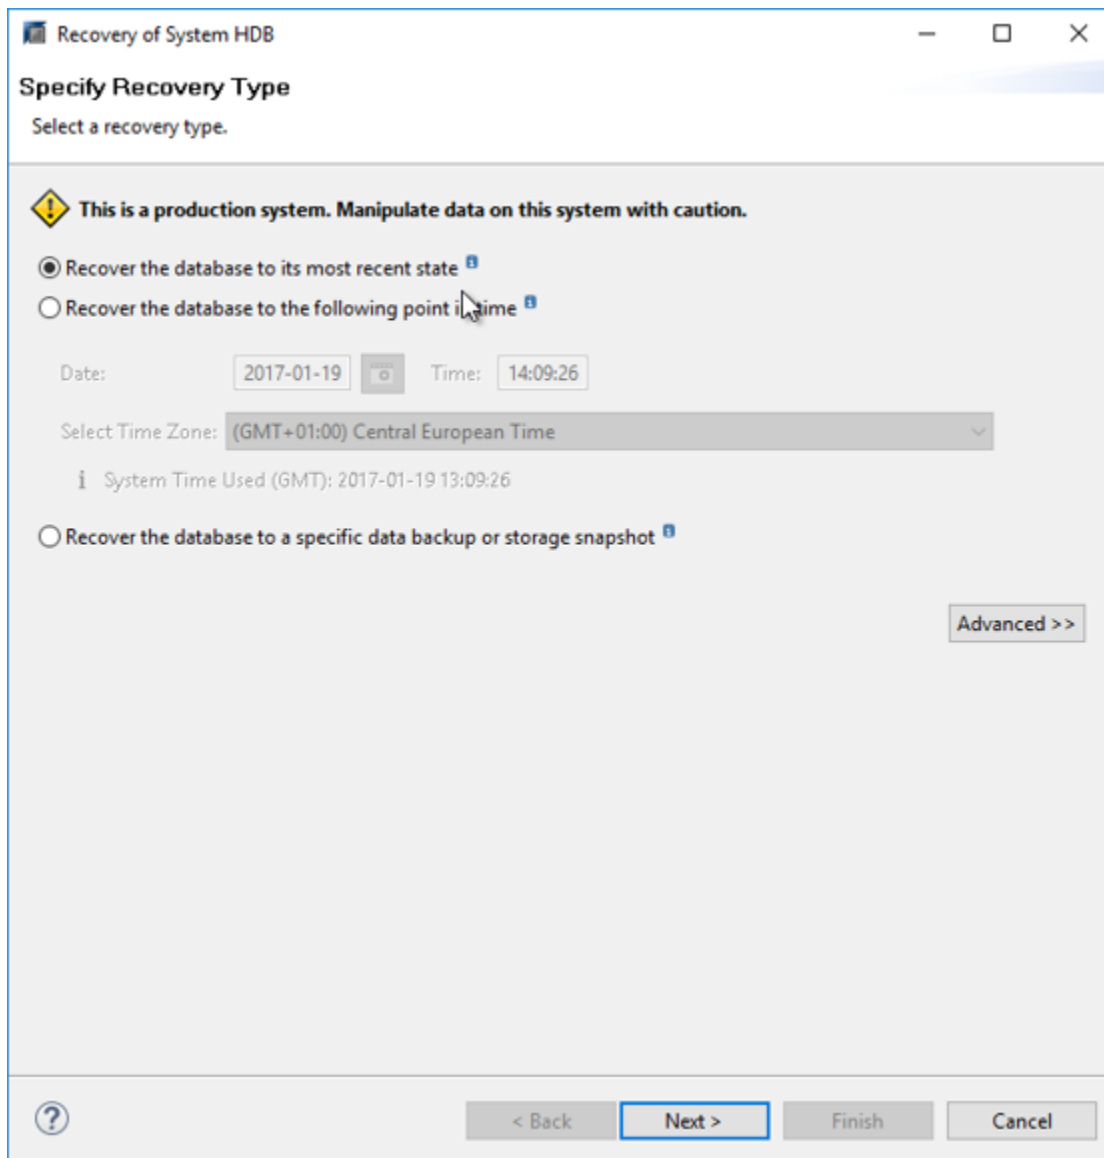 Recovery of System HDB
Specify Recovery Type
Select a recovery type.
This is a production system. Manipulate data on this system with caution.
Recover the database to its most recent state
Recover the database to the following point in time
Date: 2017-01-19 Time: 14:09:26
Select Time Zone: (GMT+01:00) Central European Time
i System Time Used (GMT): 2017-01-19 13:09:26
Recover the database to a specific data backup or storage snapshot
Advanced >>
? < Back Next > Finish Cancel